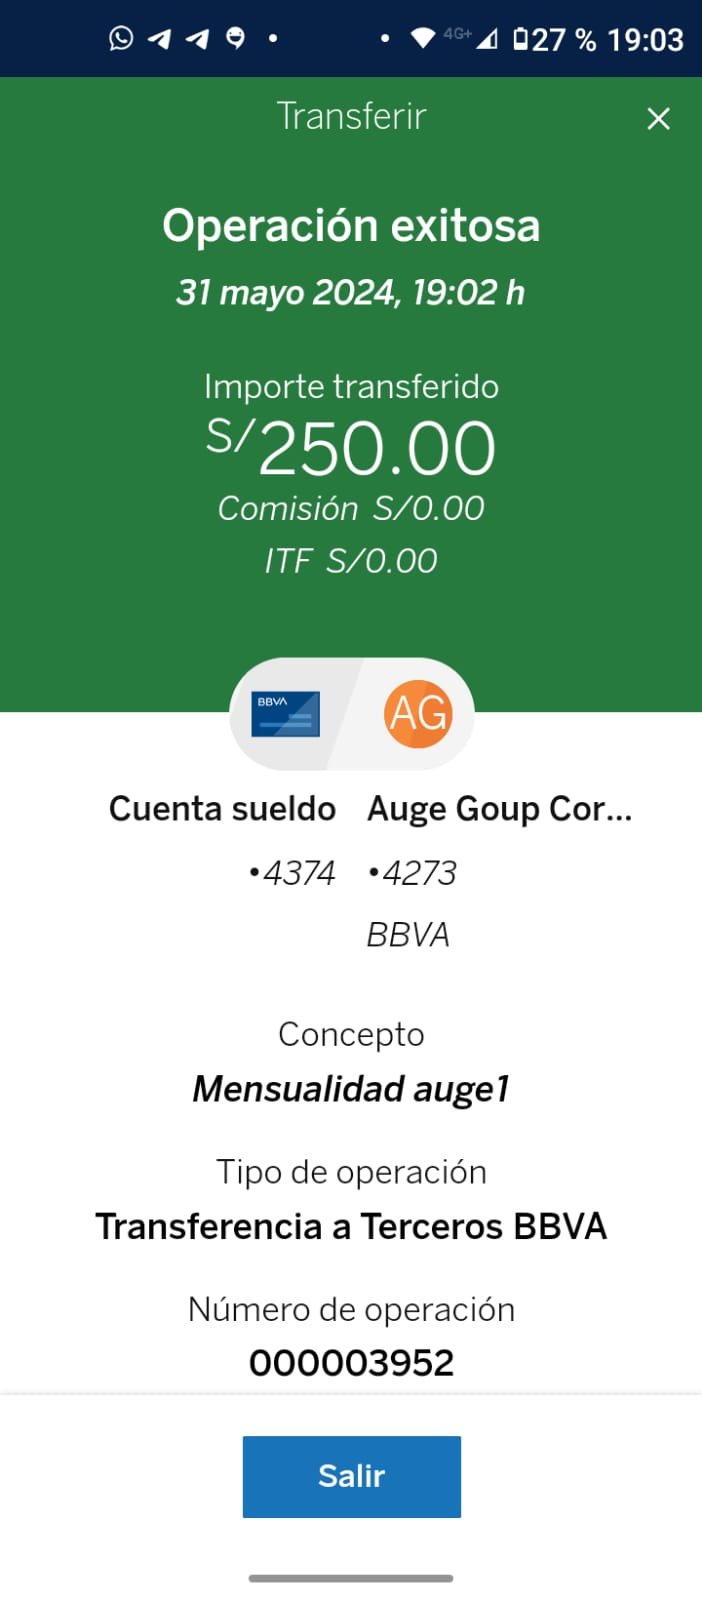 4G+ 27 % 19:03
Transferir
Operación exitosa
31 mayo 2024, 19:02 h
Importe transferido
S/250.00
Comisión S/0.00
ITF S/0.00
BBVA AG
Cuenta sueldo Auge Goup Cor...
•4374 •4273
BBVA
Concepto
Mensualidad auge1
Tipo de operación
Transferencia a Terceros BBVA
Número de operación
000003952
Salir